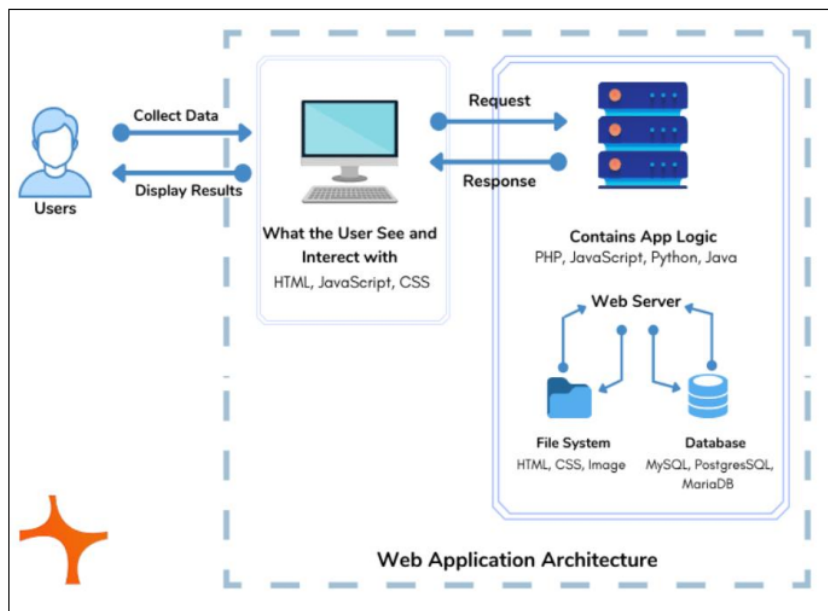 Collect Data
Display Results
Users
Request
Response
What the User See and
Interect with
HTML, JavaScript, CSS
Contains App Logic
PHP, JavaScript, Python, Java
Web Server
File System
HTML, CSS, Image
Database
MySQL, PostgresSQL,
MariaDB
Web Application Architecture